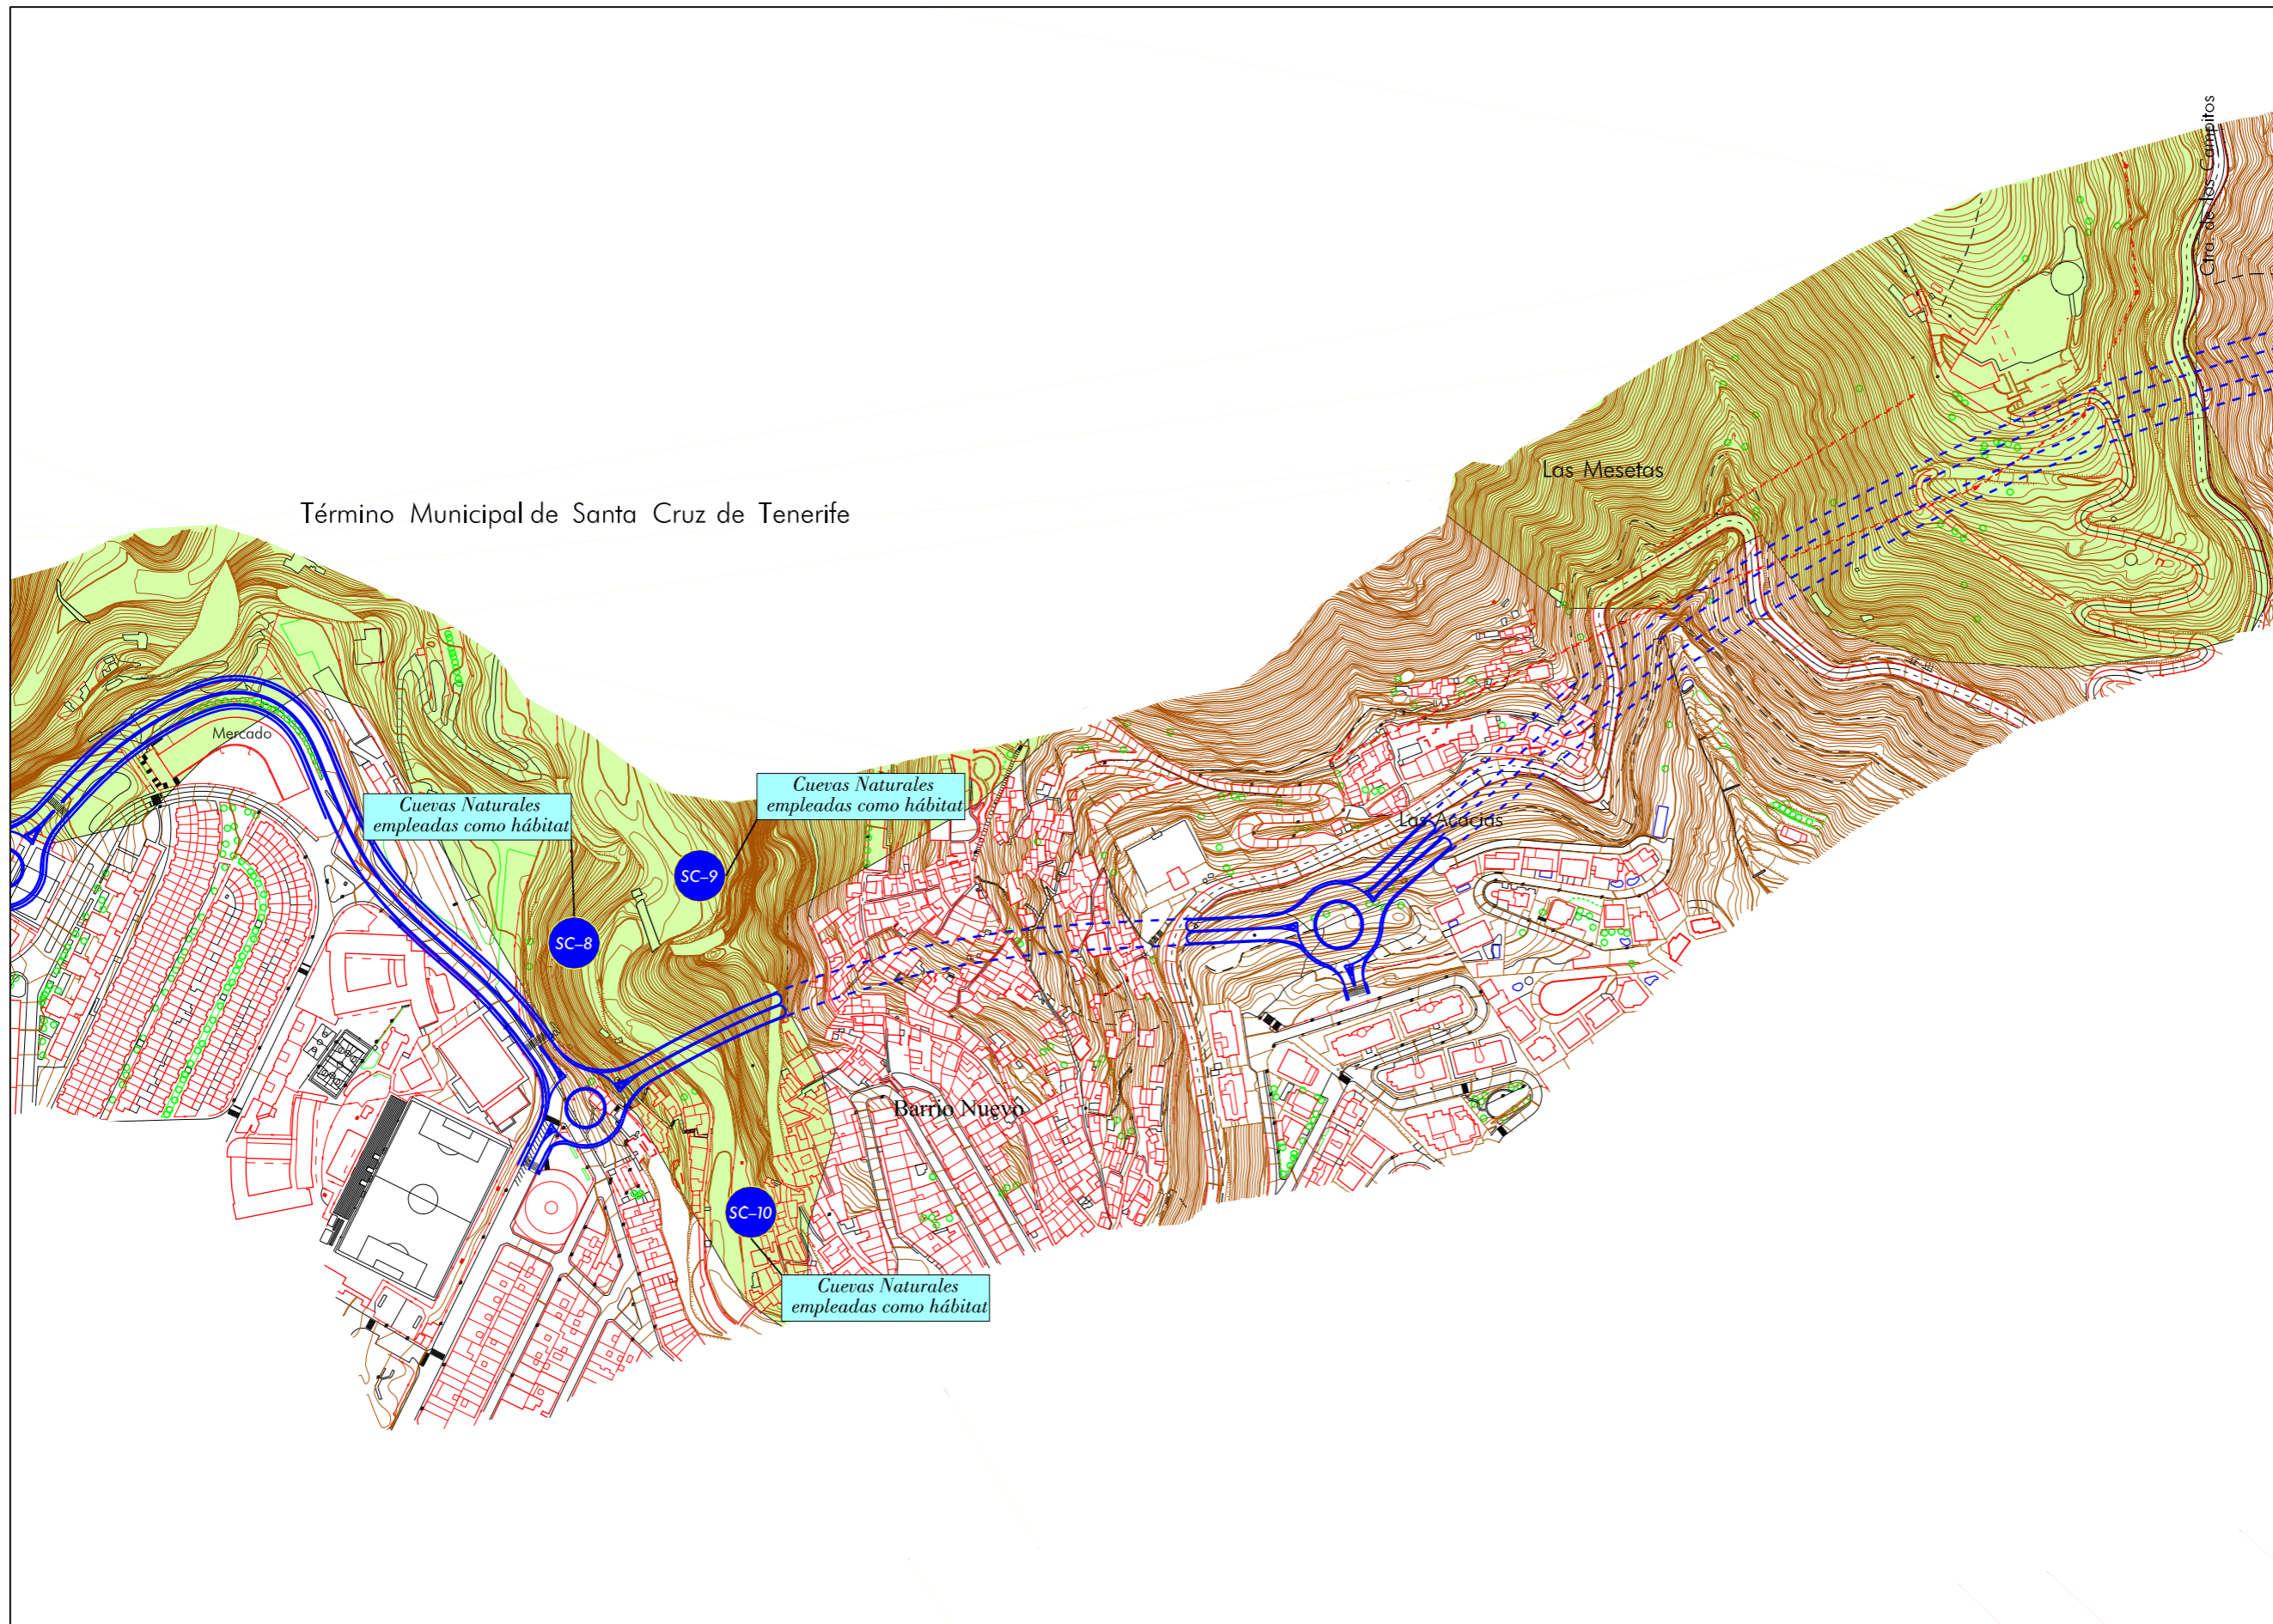 Ctra. de los Campitos
Las Mesetas
Término Municipal de Santa Cruz de Tenerife
Mercado
Cuevas Naturales
empleadas como hábitat
Cuevas Naturales
empleadas como hábitat
Las Acacias
SC-9
SC-8
Barrio Nuevo
SC-10
Cuevas Naturales
empleadas como hábitat